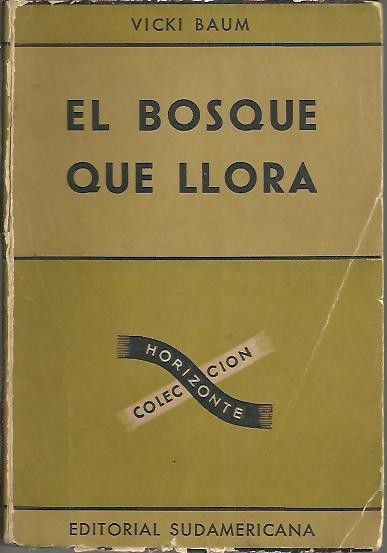 VICKI BAUM
EL BOSQUE
QUE LLORA
COLECCION
HORIZONTE
EDITORIAL SUDAMERICANA